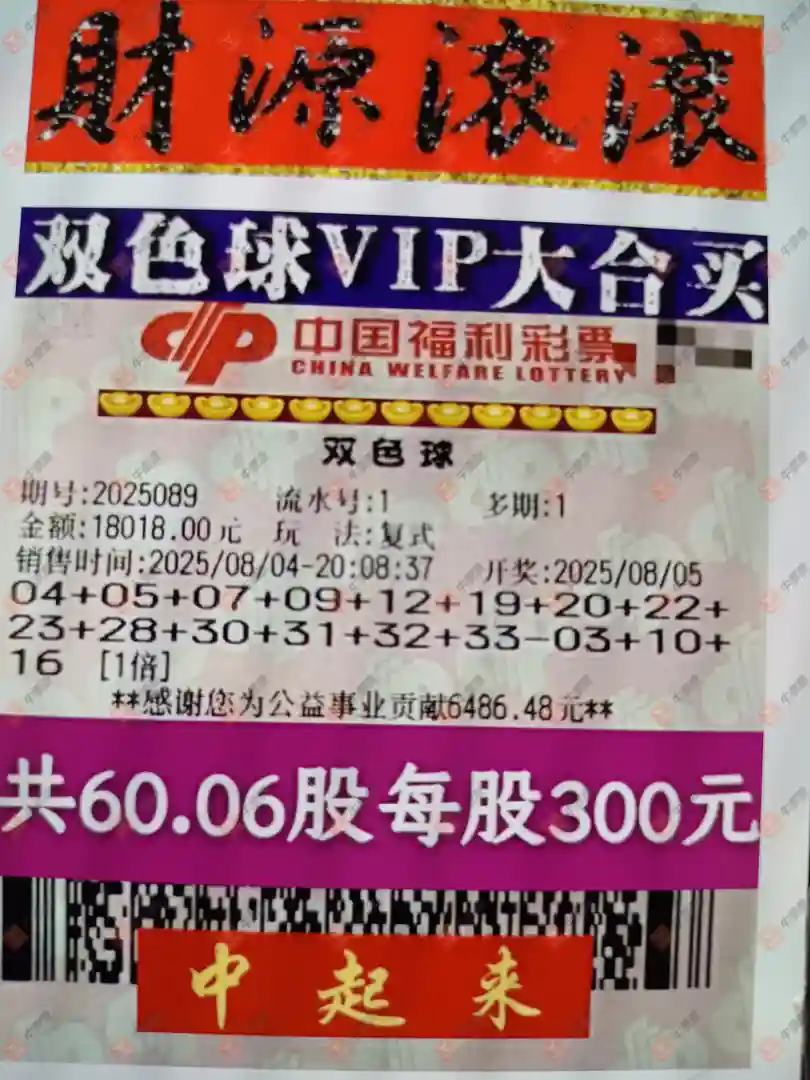 財源滾滾
双色球VIP大合买
中国福利彩票
CHINA WELFARE LOTTERY
双色球
期号:2025089 流水号:1 多期:1
金额:18018.00元 玩 法:复式
销售时间:2025/08/04-20:08:37 开奖:2025/08/05
04+05+07+09+12+19+20+22+
23+28+30+31+32+33-03+10+
16 [1倍]
**感谢您为公益事业贡献6486.48元**
共60.06股每股300元
中起来